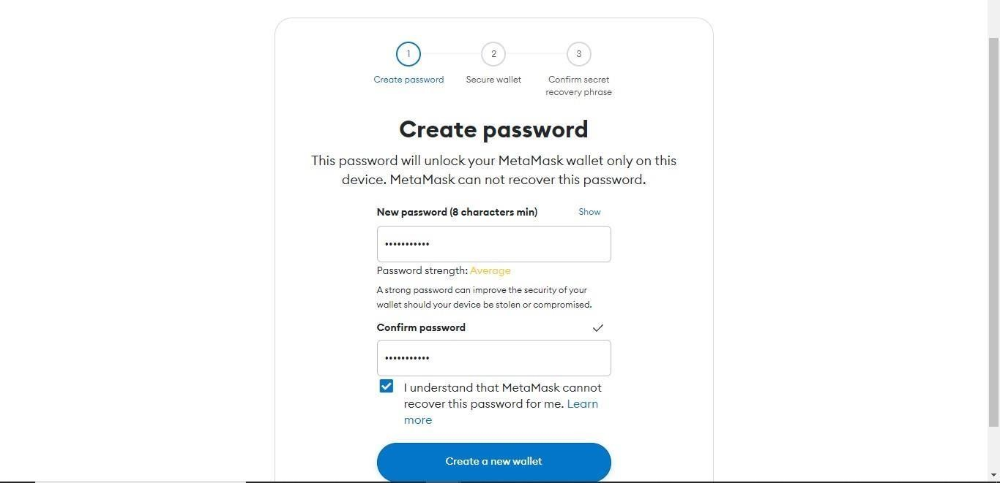 1
2
3
Create password
Secure wallet
Confirm secret
recovery phrase
Create password
This password will unlock your MetaMask wallet only on this
device. MetaMask can not recover this password.
New password (8 characters min)
Show
•••••••••••
Password strength: Average
A strong password can improve the security of your
wallet should your device be stolen or compromised.
Confirm password
•••••••••••
I understand that MetaMask cannot
recover this password for me. Learn
more
Create a new wallet